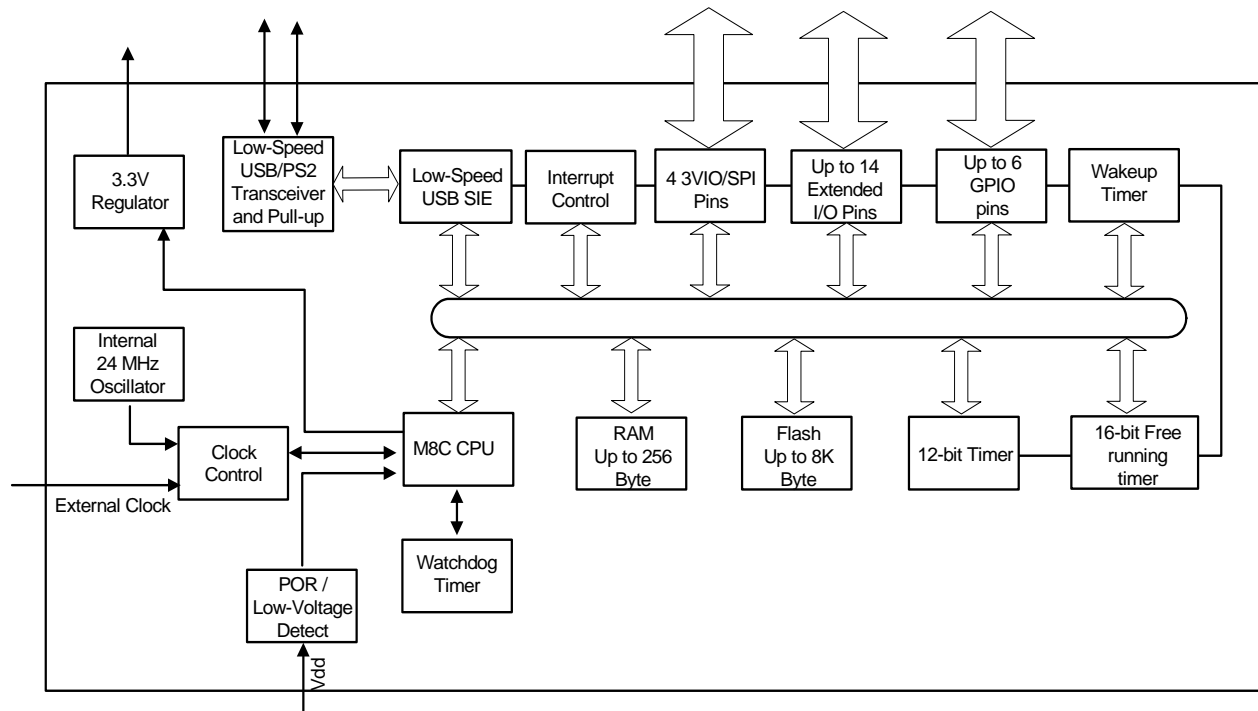 3.3V
Regulator
Low-Speed
USB/PS2
Transceiver
and Pull-up
Low-Speed
USB SIE
Interrupt
Control
4 3VIO/SPI
Pins
Up to 14
Extended
I/O Pins
Up to 6
GPIO
pins
Wakeup
Timer
Internal
24 MHz
Oscillator
Clock
Control
External Clock
M8C CPU
RAM
Up to 256
Byte
Flash
Up to 8K
Byte
12-bit Timer
16-bit Free
running
timer
Watchdog
Timer
POR /
Low-Voltage
Detect
Vdd